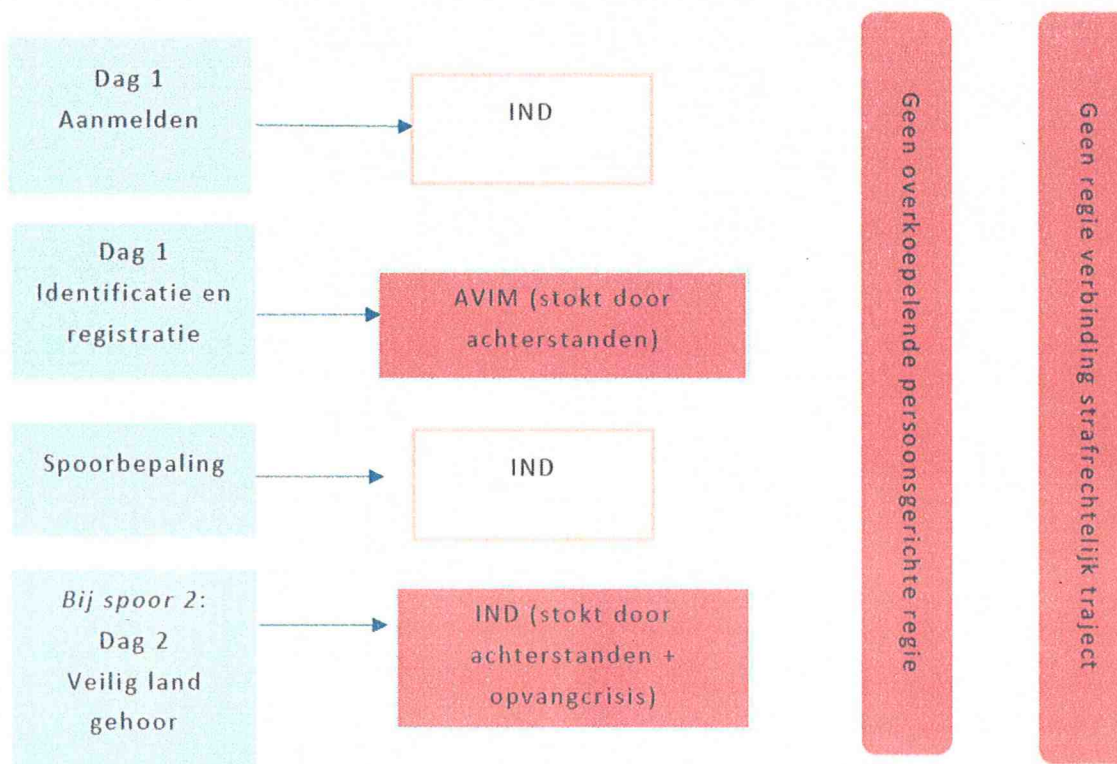 Dag 1
Aanmelden
IND
Dag 1
Identificatie en
registratie
AVIM (stokt door
achterstanden)
Spoorbepaling
IND
Bij spoor 2:
Dag 2
Veilig land
gehoor
IND (stokt door
achterstanden +
opvangcrisis)
Geen overkoepelende persoonsgerichte regie
Geen regie verbinding strafrechtelijk traject